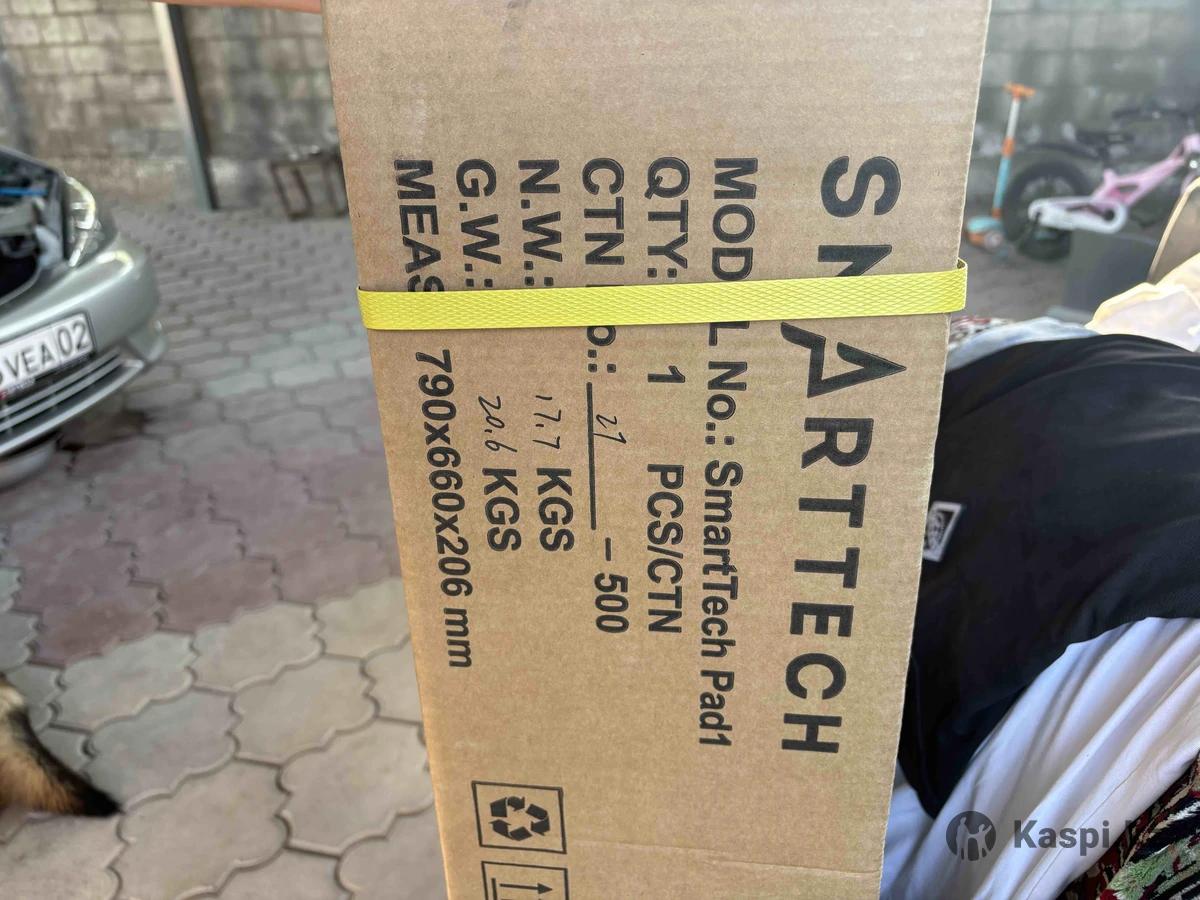 SMARTTECH
MODEL No.: SmartTech Pad1
QTY: 1 PCS/CTN
CTN No.: 27 – 500
N.W.: 17.7 KGS
G.W.: 20.6 KGS
MEAS 790x660x206 mm
VEA 02
Kaspi